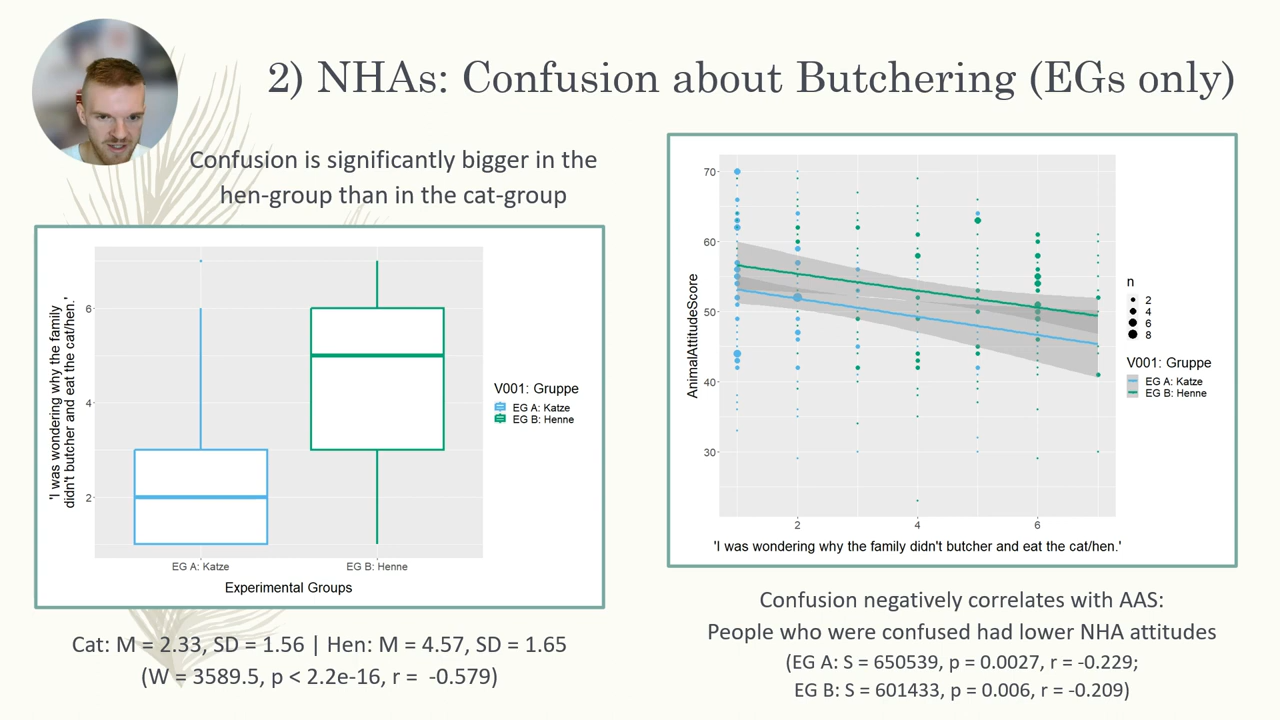 2) NHAs: Confusion about Butchering (EGs only)
Confusion is significantly bigger in the
hen-group than in the cat-group
'I was wondering why the family
didn't butcher and eat the cat/hen.'
6
4
2
EG A: Katze
EG B: Henne
Experimental Groups
V001: Gruppe
EG A: Katze
EG B: Henne
Cat: M = 2.33, SD = 1.56 | Hen: M = 4.57, SD = 1.65
(W = 3589.5, p < 2.2e-16, r = -0.579)
AnimalAttitudeScore
70
60
50
40
30
2
4
6
'I was wondering why the family didn't butcher and eat the cat/hen.'
n
2
4
6
8
V001: Gruppe
EG A: Katze
EG B: Henne
Confusion negatively correlates with AAS:
People who were confused had lower NHA attitudes
(EG A: S = 650539, p = 0.0027, r = -0.229;
EG B: S = 601433, p = 0.006, r = -0.209)